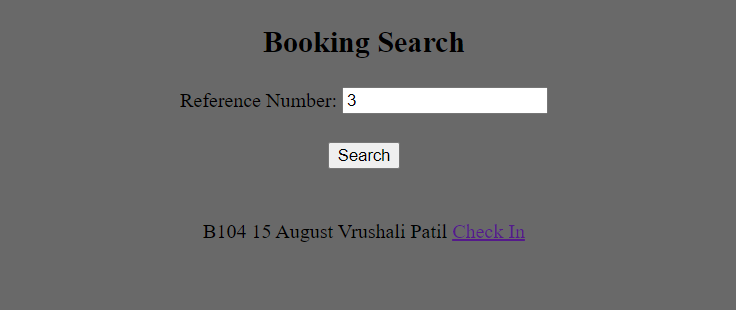 Booking Search
Reference Number: 3
Search
B104 15 August Vrushali Patil Check In